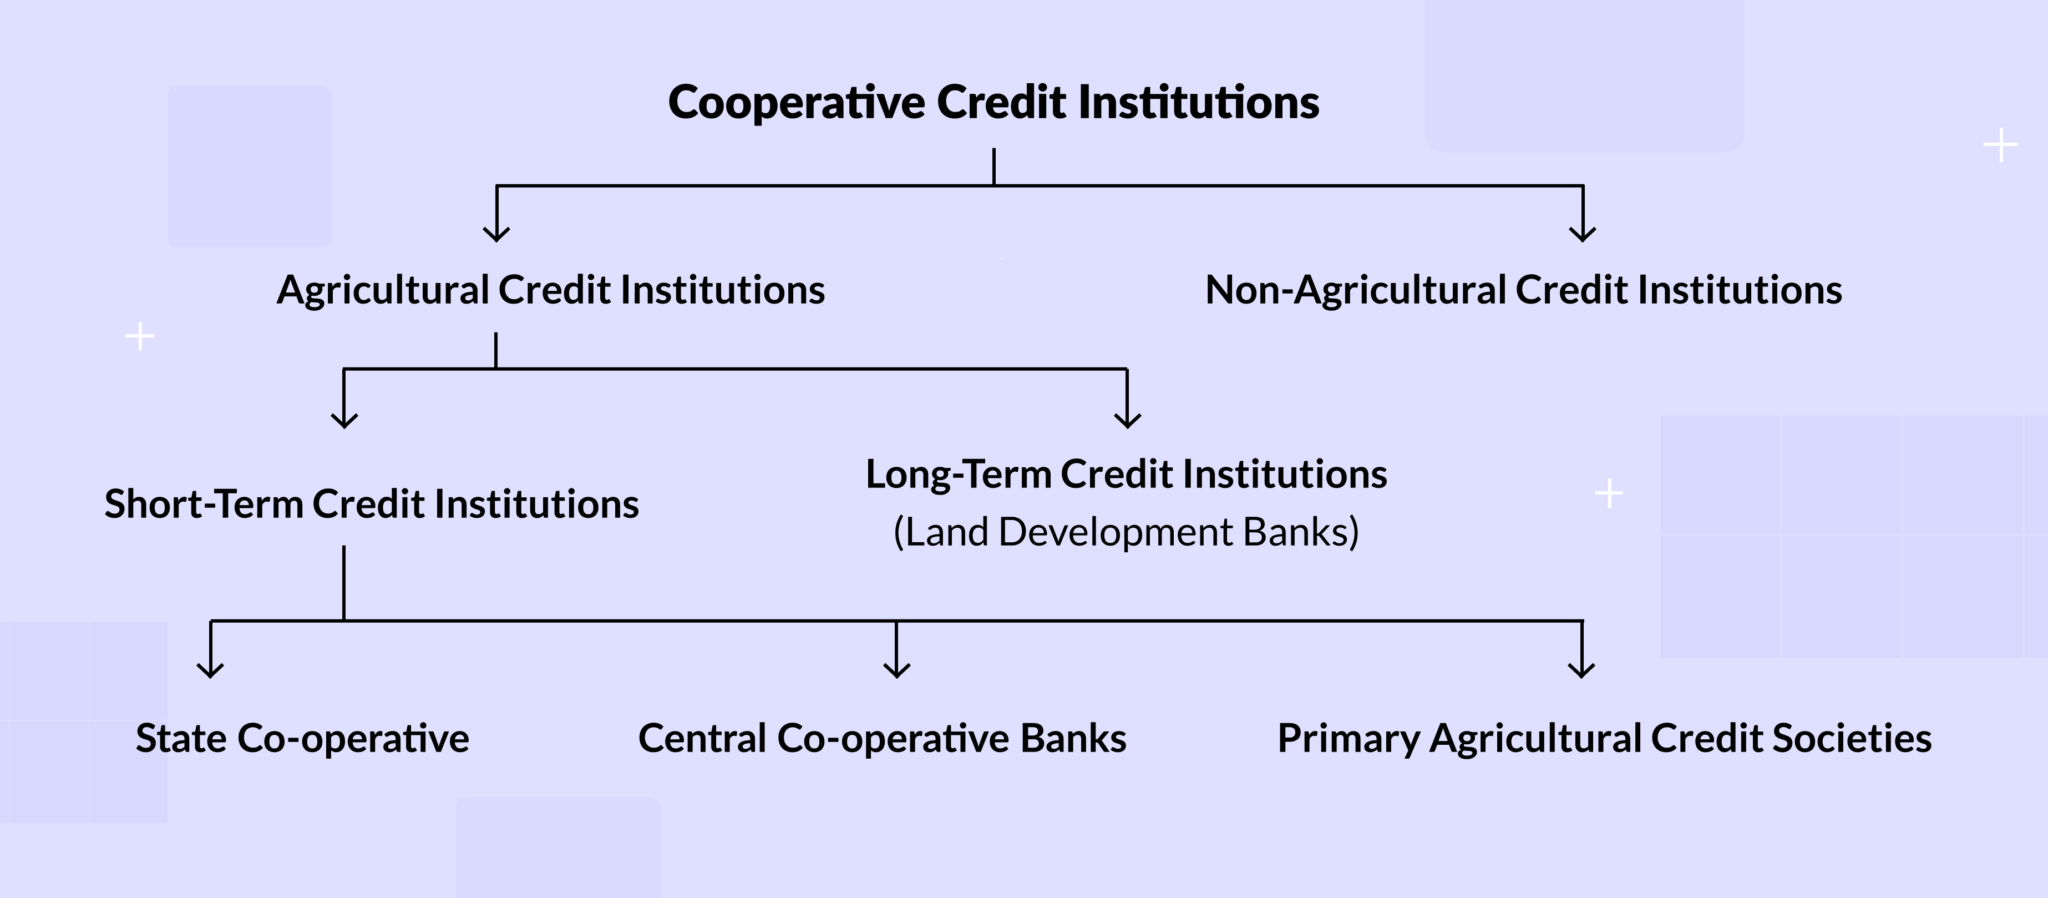 Cooperative Credit Institutions
Agricultural Credit Institutions
Non-Agricultural Credit Institutions
Short-Term Credit Institutions
Long-Term Credit Institutions
(Land Development Banks)
State Co-operative
Central Co-operative Banks
Primary Agricultural Credit Societies